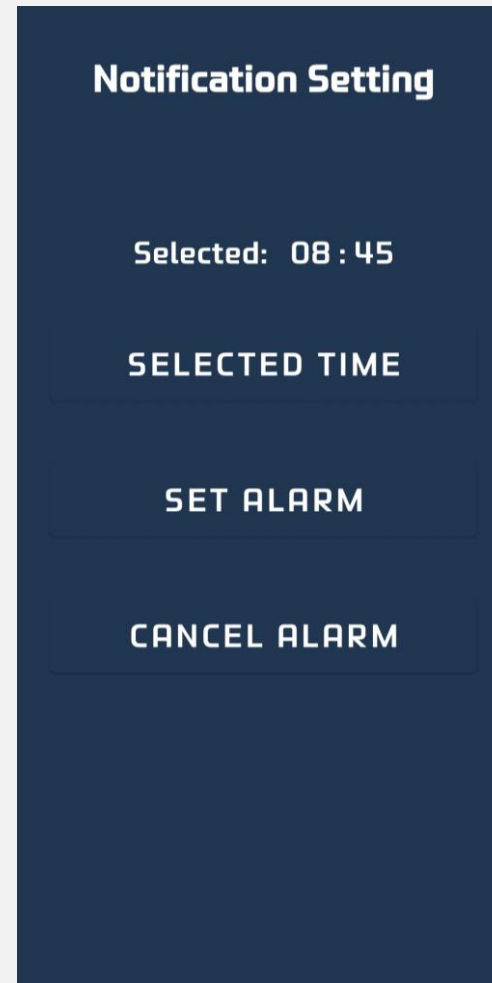 Notification Setting
Selected: 08 : 45
SELECTED TIME
SET ALARM
CANCEL ALARM